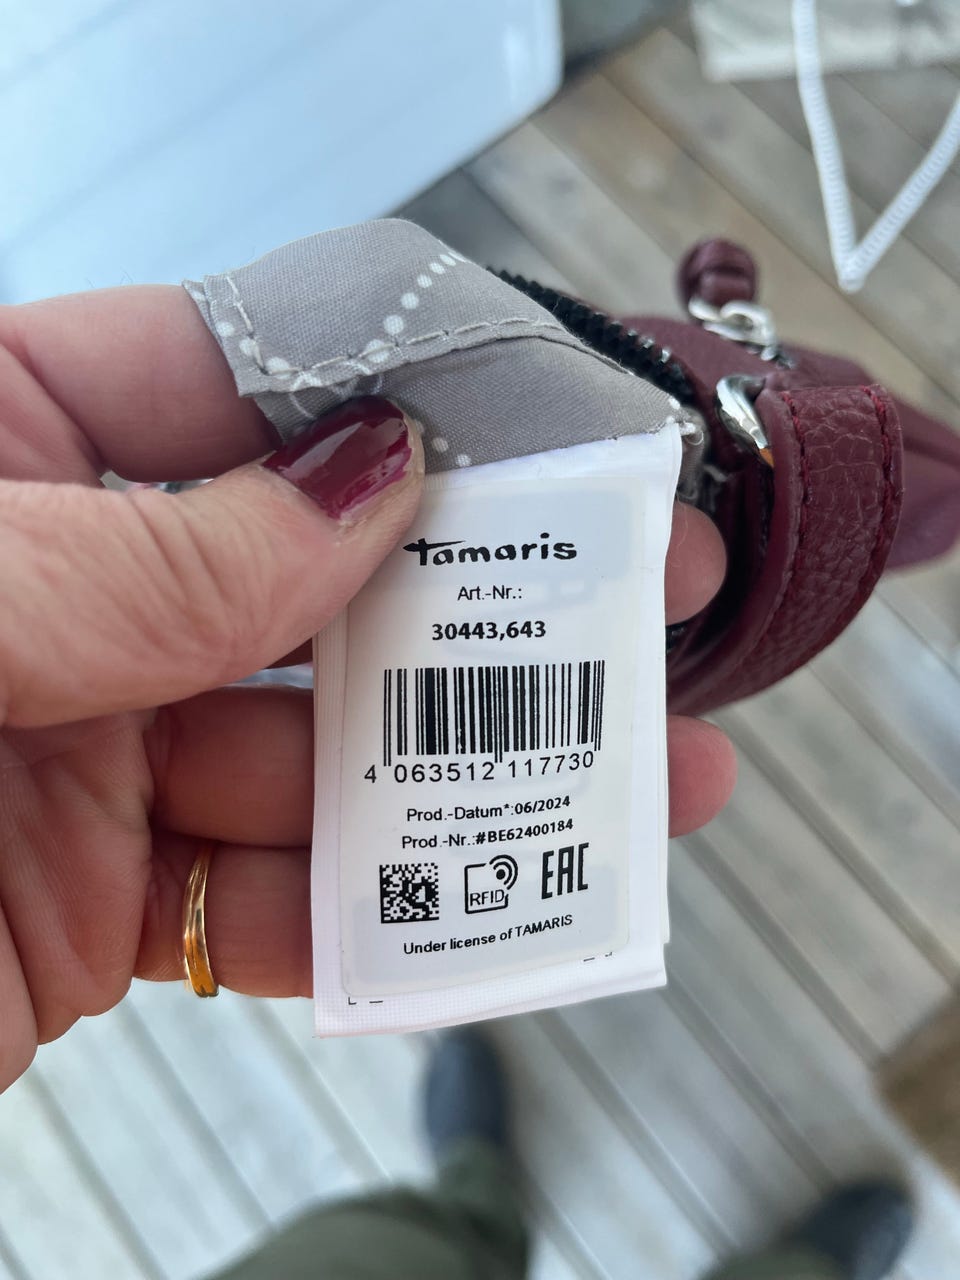 tamaris
Art.-Nr.:
30443,643
4 063512 117730
Prod.-Datum*:06/2024
Prod.-Nr.:#BE62400184
RFID
EAC
Under license of TAMARIS